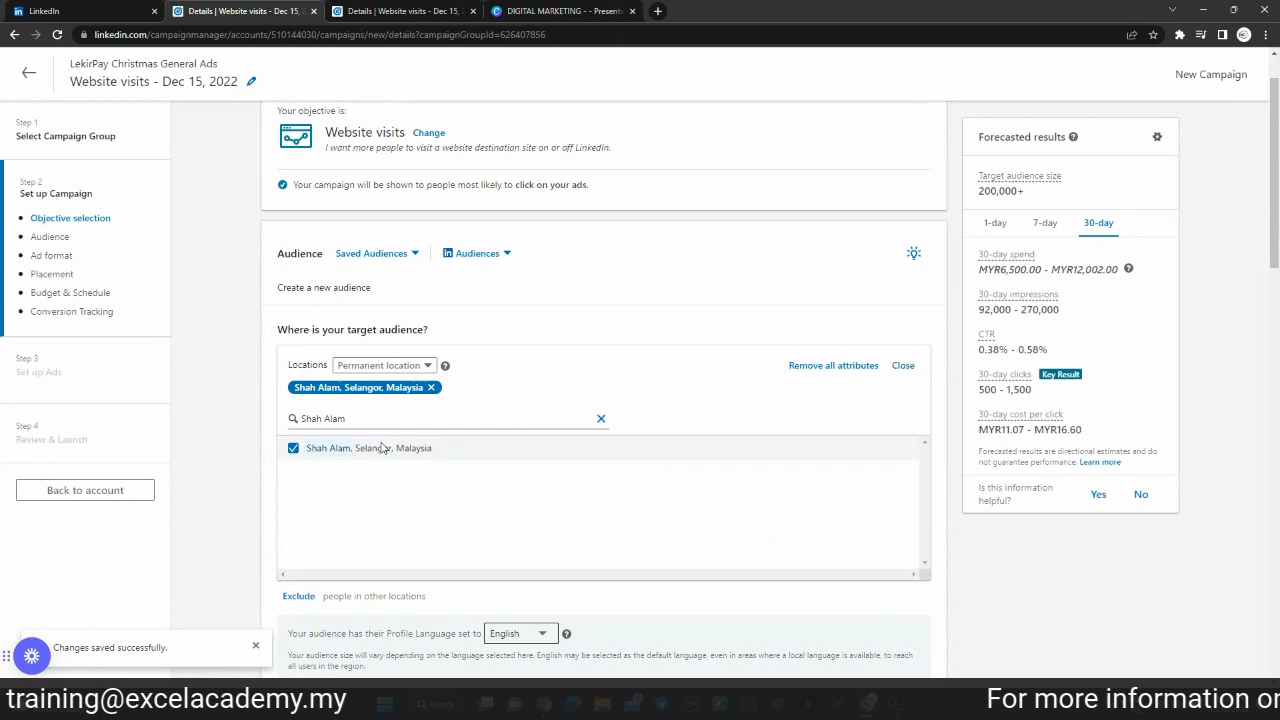 LinkedIn
Details | Website visits - Dec 15,
Details | Website visits - Dec 15,
DIGITAL MARKETING - - Presenta
linkedin.com/campaignmanager/accounts/510144030/campaigns/new/details?campaignGroupId=626407856
LekirPay Christmas General Ads
Website visits - Dec 15, 2022
New Campaign
Step 1
Select Campaign Group
Step 2
Set up Campaign
Objective selection
Audience
Ad format
Placement
Budget & Schedule
Conversion Tracking
Step 3
Set up Ads
Step 4
Review & Launch
Back to account
Changes saved successfully.
Your objective is:
Website visits Change
I want more people to visit a website destination site on or off LinkedIn.
Your campaign will be shown to people most likely to click on your ads.
Audience Saved Audiences Audiences
Create a new audience
Where is your target audience?
Locations Permanent location Remove all attributes Close
Shah Alam, Selangor, Malaysia
Shah Alam
Shah Alam, Selangor, Malaysia
Exclude people in other locations
Your audience has their Profile Language set to English
Your audience size will vary depending on the language selected here. English may be selected as the default language, even in areas where a local language is available, to reach
all users in the region.
Forecasted results
Target audience size
200,000+
1-day 7-day 30-day
30-day spend
MYR6,500.00 - MYR12,002.00
30-day impressions
92,000 - 270,000
CTR
0.38% - 0.58%
30-day clicks Key Result
500 - 1,500
30-day cost per click
MYR11.07 - MYR16.60
Forecasted results are directional estimates and do
not guarantee performance. Learn more
Is this information
helpful?
Yes No
Search
training@excelacademy.my
For more information or